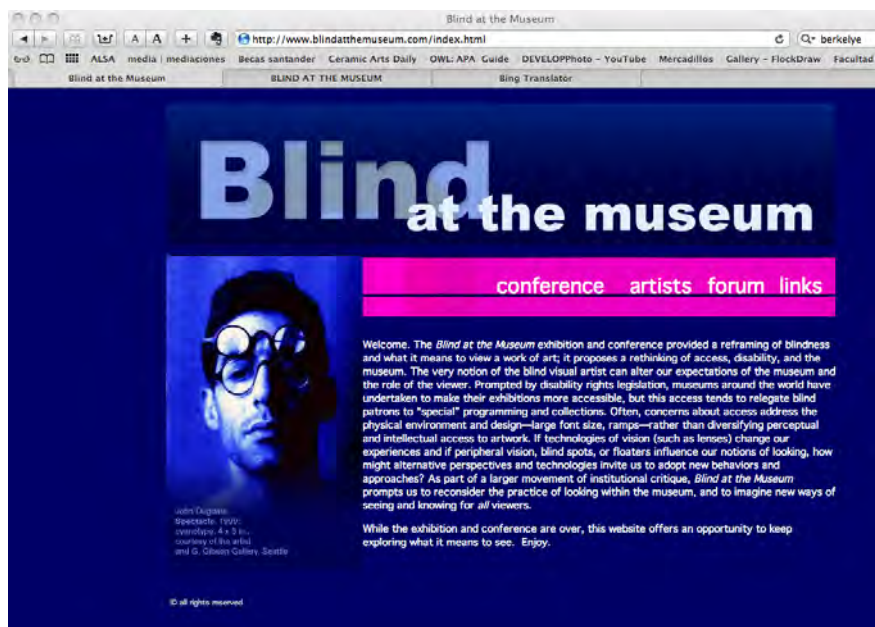 Blind at the Museum
A A +
http://www.blindatthemuseum.com/index.html
berkelye
ALSA media | mediaciones Becas santander Ceramic Arts Daily OWL: APA Guide DEVELOPPhoto - YouTube Mercadillos Gallery - FlockDraw Facultad
Blind at the Museum BLIND AT THE MUSEUM Bing Translator
Blind
at the museum
conference artists forum links
Welcome. The Blind at the Museum exhibition and conference provided a reframing of blindness
and what it means to view a work of art; it proposes a rethinking of access, disability, and the
museum. The very notion of the blind visual artist can alter our expectations of the museum and
the role of the viewer. Prompted by disability rights legislation, museums around the world have
undertaken to make their exhibitions more accessible, but this access tends to relegate blind
patrons to "special" programming and collections. Often, concerns about access address the
physical environment and design—large font size, ramps—rather than diversifying perceptual
and intellectual access to artwork. If technologies of vision (such as lenses) change our
experiences and if peripheral vision, blind spots, or floaters influence our notions of looking, how
might alternative perspectives and technologies invite us to adopt new behaviors and
approaches? As part of a larger movement of institutional critique, Blind at the Museum
prompts us to reconsider the practice of looking within the museum, and to imagine new ways of
seeing and knowing for all viewers.
While the exhibition and conference are over, this website offers an opportunity to keep
exploring what it means to see. Enjoy.
John Dugdale
Spectacle, 1999
cyanotype, 4 x 5 in.,
courtesy of the artist
and G. Gibson Gallery, Seattle
© all rights reserved